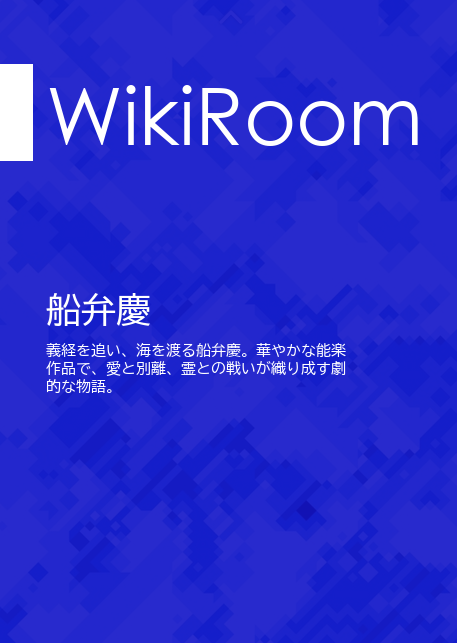 WikiRoom
船弁慶
義経を追い、海を渡る船弁慶。華やかな能楽
作品で、愛と別離、霊との戦いが織り成す劇
的な物語。